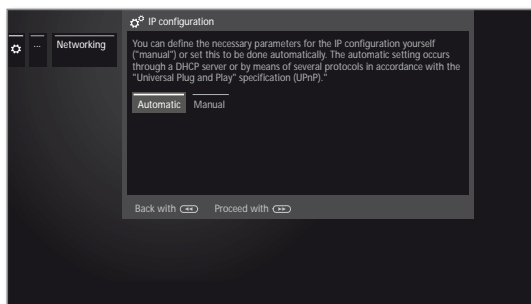 IP configuration
... Networking
You can define the necessary parameters for the IP configuration yourself
("manual") or set this to be done automatically. The automatic setting occurs
through a DHCP server or by means of several protocols in accordance with the
"Universal Plug and Play" specification (UPnP)."
Automatic Manual
Back with Proceed with